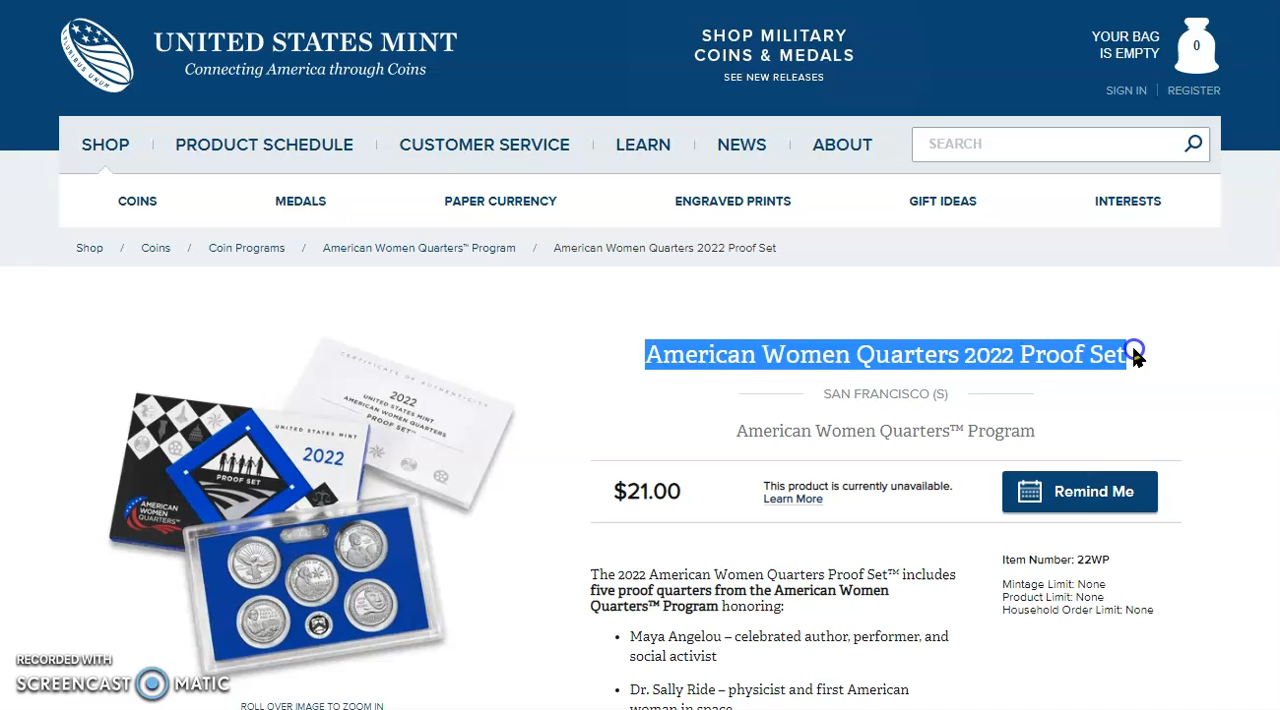 UNITED STATES MINT
Connecting America through Coins
SHOP MILITARY
COINS & MEDALS
SEE NEW RELEASES
YOUR BAG
IS EMPTY
0
SIGN IN
REGISTER
SHOP
PRODUCT SCHEDULE
CUSTOMER SERVICE
LEARN
NEWS
ABOUT
SEARCH
COINS
MEDALS
PAPER CURRENCY
ENGRAVED PRINTS
GIFT IDEAS
INTERESTS
Shop / Coins / Coin Programs / American Women Quarters™ Program / American Women Quarters 2022 Proof Set
PLURIBUS UNUM
CERTIFICATE OF AUTHENTICITY
2022
UNITED STATES MINT
AMERICAN WOMEN QUARTERS
PROOF SET™
UNITED STATES MINT
2022
PROOF SET
AMERICAN
WOMEN
QUARTERS™
ROLL OVER IMAGE TO ZOOM IN
American Women Quarters 2022 Proof Set
SAN FRANCISCO (S)
American Women Quarters™ Program
$21.00
This product is currently unavailable.
Learn More
Remind Me
The 2022 American Women Quarters Proof Set™ includes
five proof quarters from the American Women
Quarters™ Program honoring:
• Maya Angelou – celebrated author, performer, and
social activist
• Dr. Sally Ride – physicist and first American
woman in space
Item Number: 22WP
Mintage Limit: None
Product Limit: None
Household Order Limit: None
RECORDED WITH
SCREENCAST MATIC